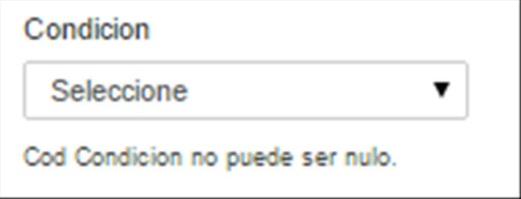 Condicion
Seleccione
Cod Condicion no puede ser nulo.